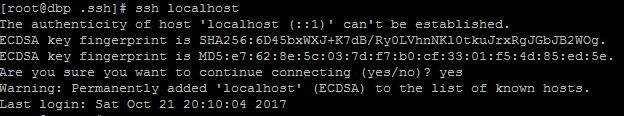 [root@dbp .ssh]# ssh localhost
The authenticity of host 'localhost (::1)' can't be established.
ECDSA key fingerprint is SHA256:6D45bxWXJ+K7dB/Ry0LVhnNKl0tkuJrxRgJGbJB2WOg.
ECDSA key fingerprint is MD5:e7:62:8e:5c:03:7d:f7:b0:cf:33:01:f5:4d:85:ed:5e.
Are you sure you want to continue connecting (yes/no)? yes
Warning: Permanently added 'localhost' (ECDSA) to the list of known hosts.
Last login: Sat Oct 21 20:10:04 2017